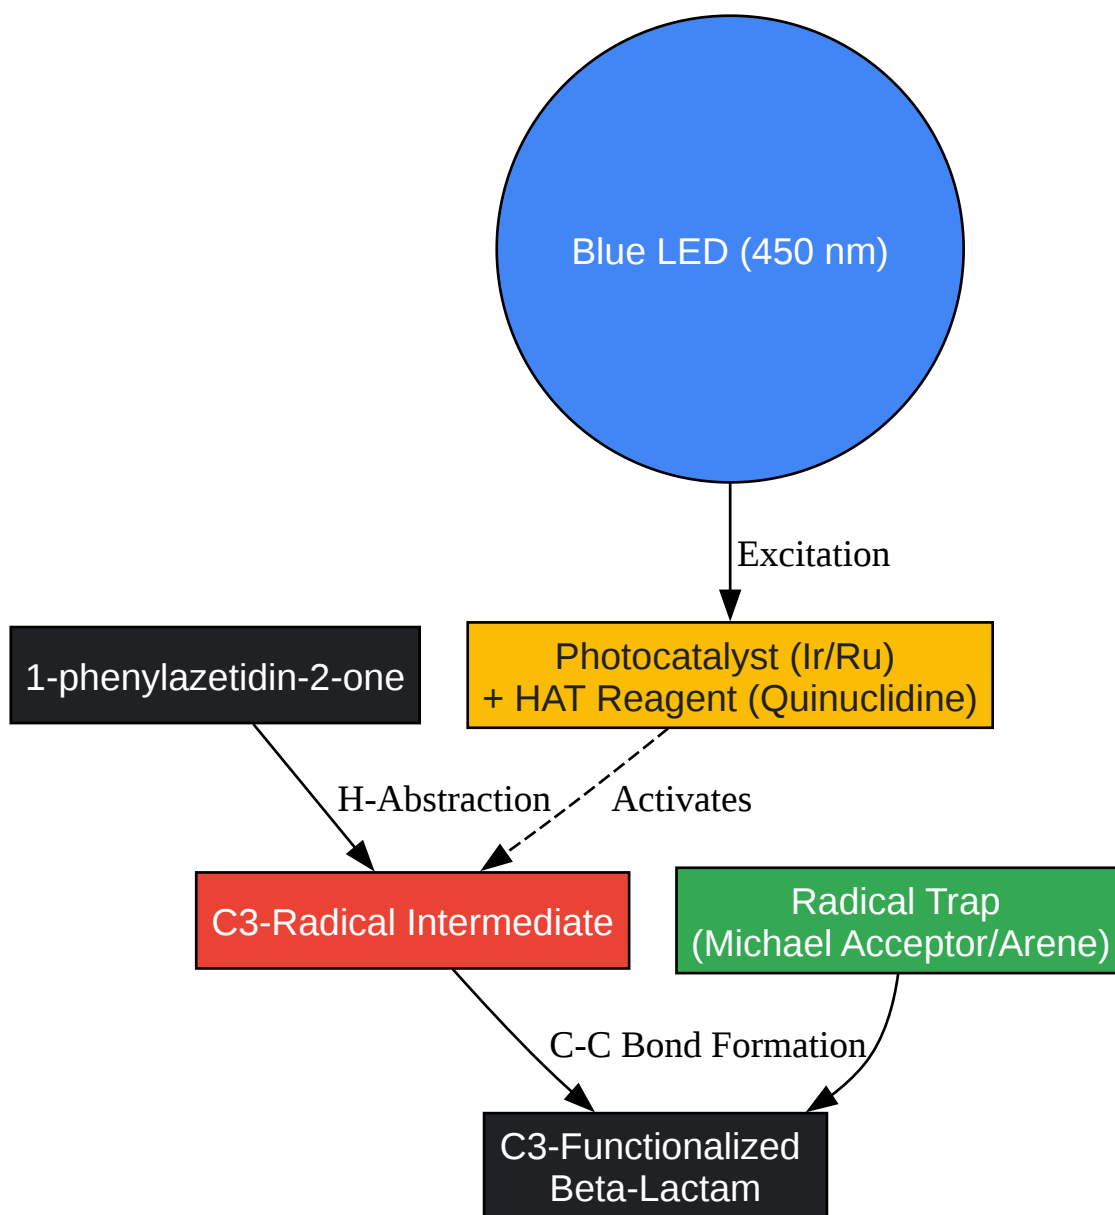 Blue LED (450 nm)
Excitation
1-phenylazetidin-2-one
Photocatalyst (Ir/Ru)
+ HAT Reagent (Quinuclidine)
H-Abstraction
Activates
C3-Radical Intermediate
Radical Trap
(Michael Acceptor/Arene)
C-C Bond Formation
C3-Functionalized
Beta-Lactam